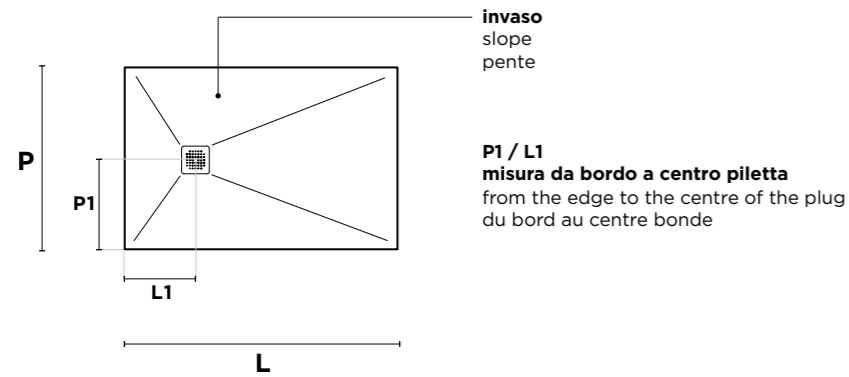 invaso
slope
pente
P
P1
L1
L
P1 / L1
misura da bordo a centro piletta
from the edge to the centre of the plug
du bord au centre bonde